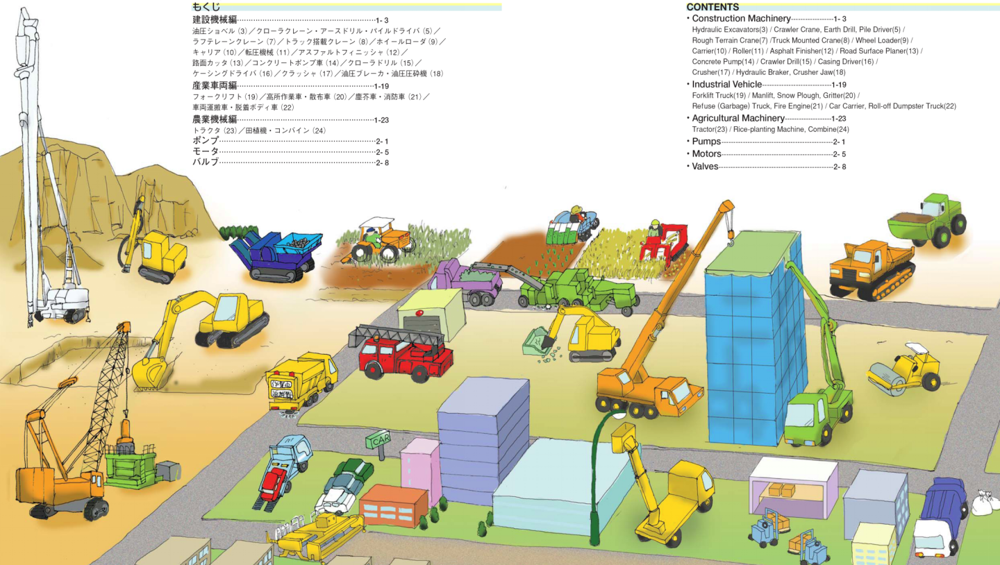 もくじ
建設機械編………………………………………………1- 3
油圧ショベル(3)／クローラクレーン・アースドリル・パイルドライバ(5)／
ラフテレーンクレーン(7)／トラック搭載クレーン(8)／ホイールローダ(9)／
キャリア(10)／転圧機械(11)／アスファルトフィニッシャ(12)／
路面カッタ(13)／コンクリートポンプ車(14)／クローラドリル(15)／
ケーシングドライバ(16)／クラッシャ(17)／油圧ブレーカ・油圧圧砕機(18)
産業車両編………………………………………………1-19
フォークリフト(19)／高所作業車・散布車(20)／塵芥車・消防車(21)／
車両運搬車・脱着ボディ車(22)
農業機械編………………………………………………1-23
トラクタ(23)／田植機・コンバイン(24)
ポンプ……………………………………………………2- 1
モータ……………………………………………………2- 5
バルブ……………………………………………………2- 8
CONTENTS
• Construction Machinery------------------1- 3
Hydraulic Excavators(3) / Crawler Crane, Earth Drill, Pile Driver(5) /
Rough Terrain Crane(7) /Truck Mounted Crane(8) / Wheel Loader(9) /
Carrier(10) / Roller(11) / Asphalt Finisher(12) / Road Surface Planer(13) /
Concrete Pump(14) / Crawler Drill(15) / Casing Driver(16) /
Crusher(17) / Hydraulic Braker, Crusher Jaw(18)
• Industrial Vehicle-----------------------------1-19
Forklift Truck(19) / Manlift, Snow Plough, Gritter(20) /
Refuse (Garbage) Truck, Fire Engine(21) / Car Carrier, Roll-off Dumpster Truck(22)
• Agricultural Machinery--------------------1-23
Tractor(23) / Rice-planting Machine, Combine(24)
• Pumps-----------------------------------------------2- 1
• Motors-----------------------------------------------2- 5
• Valves------------------------------------------------2- 8
CAR